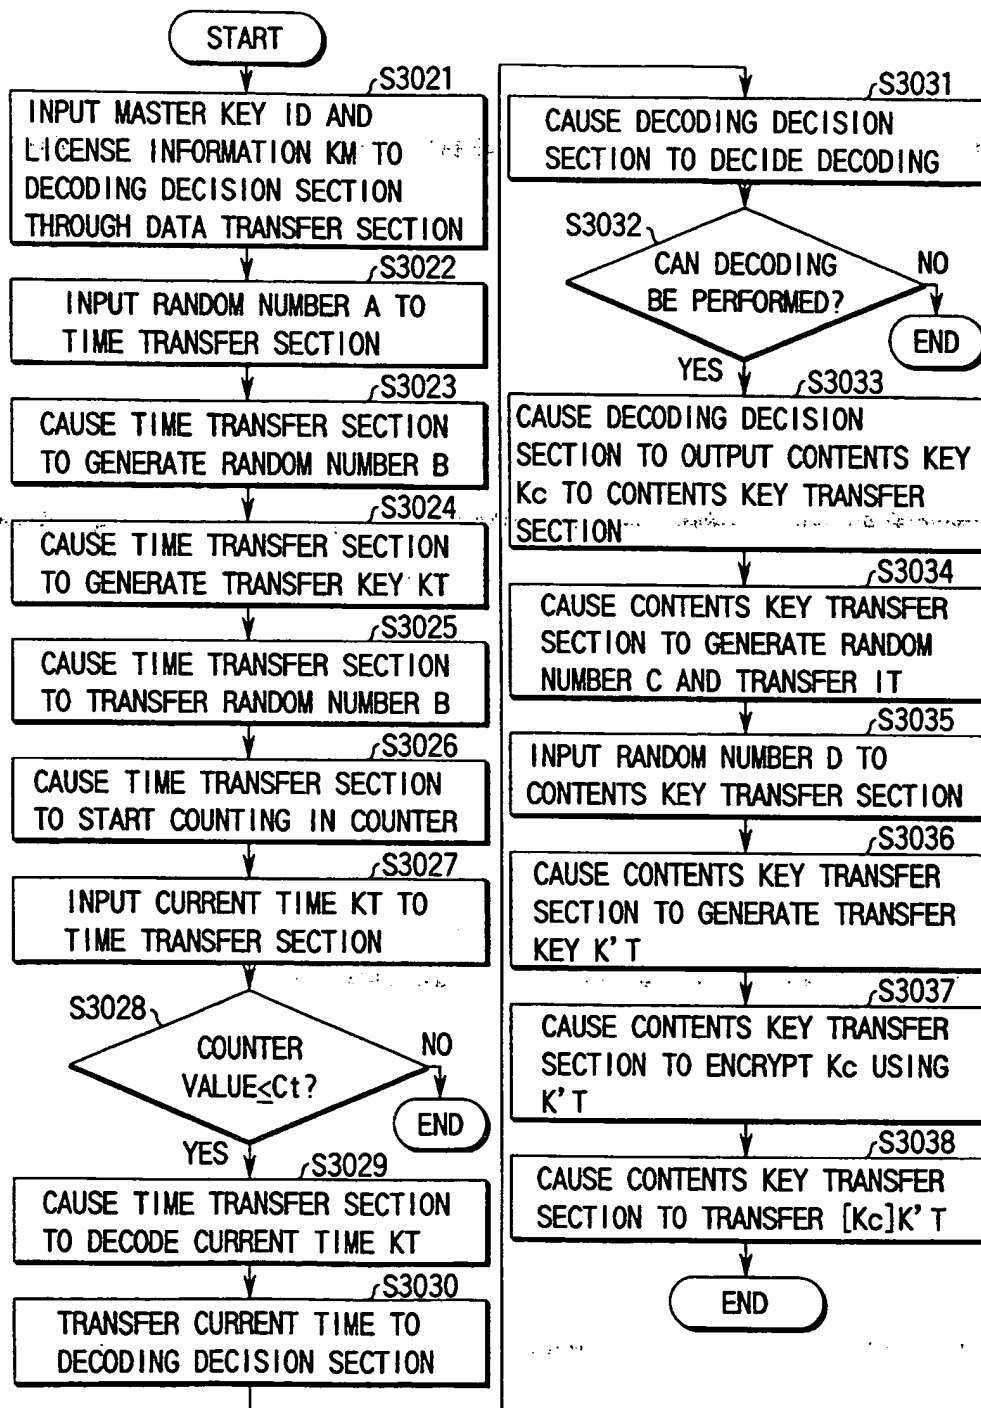 START
S3021
INPUT MASTER KEY ID AND
LICENSE INFORMATION KM TO
DECODING DECISION SECTION
THROUGH DATA TRANSFER SECTION
S3022
INPUT RANDOM NUMBER A TO
TIME TRANSFER SECTION
S3023
CAUSE TIME TRANSFER SECTION
TO GENERATE RANDOM NUMBER B
S3024
CAUSE TIME TRANSFER SECTION
TO GENERATE TRANSFER KEY KT
S3025
CAUSE TIME TRANSFER SECTION
TO TRANSFER RANDOM NUMBER B
S3026
CAUSE TIME TRANSFER SECTION
TO START COUNTING IN COUNTER
S3027
INPUT CURRENT TIME KT TO
TIME TRANSFER SECTION
S3028
COUNTER
VALUE≤Ct?
NO
END
YES
S3029
CAUSE TIME TRANSFER SECTION
TO DECODE CURRENT TIME KT
S3030
TRANSFER CURRENT TIME TO
DECODING DECISION SECTION
S3031
CAUSE DECODING DECISION
SECTION TO DECIDE DECODING
S3032
CAN DECODING
BE PERFORMED?
NO
END
YES
S3033
CAUSE DECODING DECISION
SECTION TO OUTPUT CONTENTS KEY
Kc TO CONTENTS KEY TRANSFER
SECTION
S3034
CAUSE CONTENTS KEY TRANSFER
SECTION TO GENERATE RANDOM
NUMBER C AND TRANSFER IT
S3035
INPUT RANDOM NUMBER D TO
CONTENTS KEY TRANSFER SECTION
S3036
CAUSE CONTENTS KEY TRANSFER
SECTION TO GENERATE TRANSFER
KEY K'T
S3037
CAUSE CONTENTS KEY TRANSFER
SECTION TO ENCRYPT Kc USING
K'T
S3038
CAUSE CONTENTS KEY TRANSFER
SECTION TO TRANSFER [Kc]K'T
END